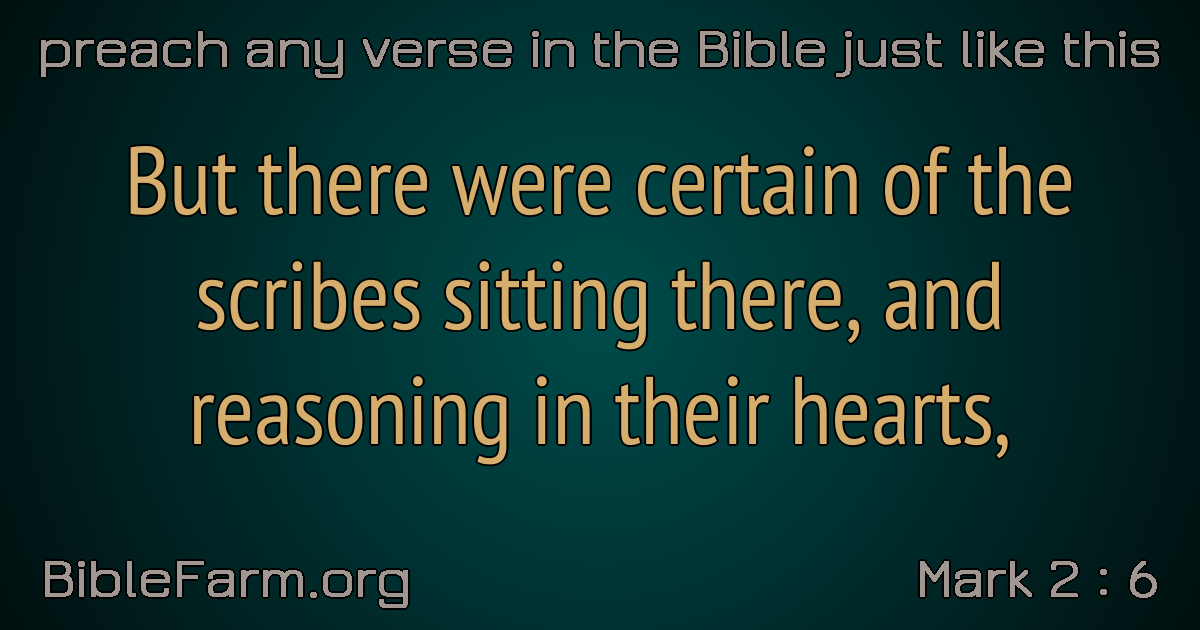 preach any verse in the Bible just like this
But there were certain of the
scribes sitting there, and
reasoning in their hearts,
BibleFarm.org
Mark 2 : 6